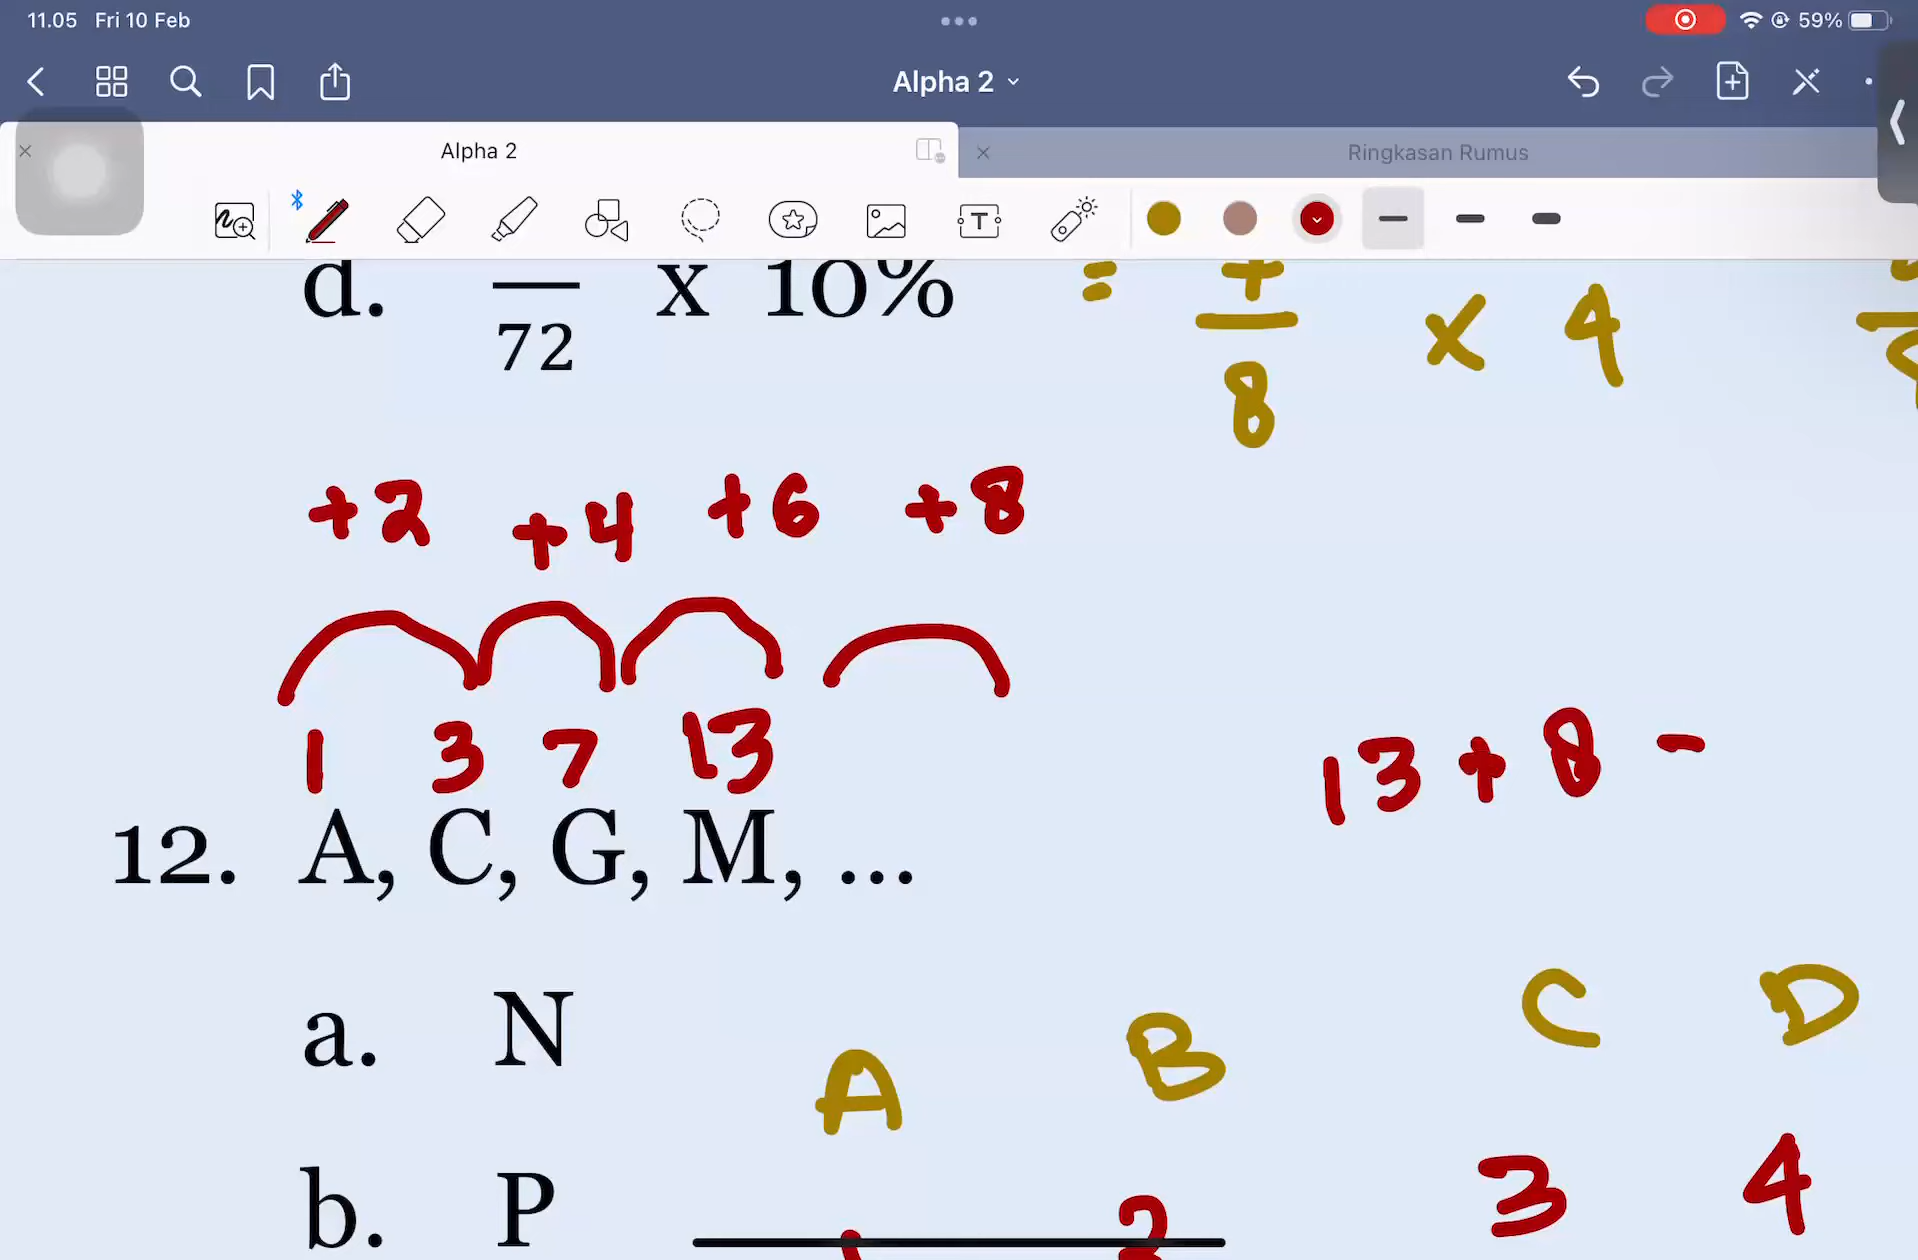 11.05 Fri 10 Feb
59%
Alpha 2
Alpha 2
Ringkasan Rumus
T
d. 72 x 10% = 8 x 4
+2 +4 +6 +8
1 3 7 13
13 + 8 -
12. A, C, G, M, ...
a. N
A B C D
b. P
3 4